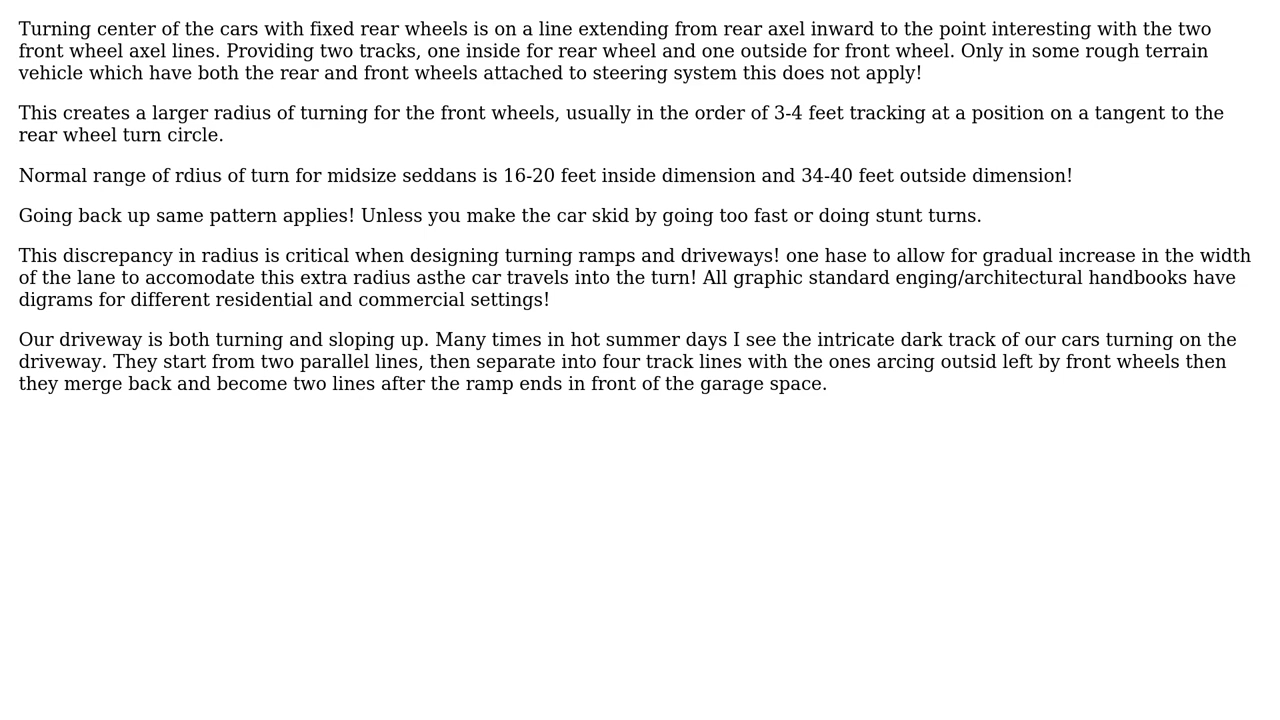 Turning center of the cars with fixed rear wheels is on a line extending from rear axel inward to the point interesting with the two
front wheel axel lines. Providing two tracks, one inside for rear wheel and one outside for front wheel. Only in some rough terrain
vehicle which have both the rear and front wheels attached to steering system this does not apply!
This creates a larger radius of turning for the front wheels, usually in the order of 3-4 feet tracking at a position on a tangent to the
rear wheel turn circle.
Normal range of rdius of turn for midsize seddans is 16-20 feet inside dimension and 34-40 feet outside dimension!
Going back up same pattern applies! Unless you make the car skid by going too fast or doing stunt turns.
This discrepancy in radius is critical when designing turning ramps and driveways! one hase to allow for gradual increase in the width
of the lane to accomodate this extra radius asthe car travels into the turn! All graphic standard enging/architectural handbooks have
digrams for different residential and commercial settings!
Our driveway is both turning and sloping up. Many times in hot summer days I see the intricate dark track of our cars turning on the
driveway. They start from two parallel lines, then separate into four track lines with the ones arcing outsid left by front wheels then
they merge back and become two lines after the ramp ends in front of the garage space.